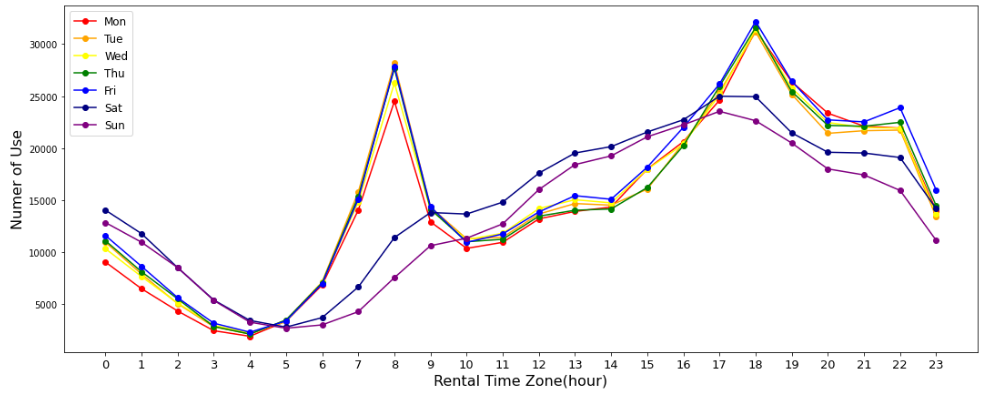 Mon
Tue
Wed
Thu
Fri
Sat
Sun
30000
25000
20000
15000
10000
5000
Numer of Use
0 1 2 3 4 5 6 7 8 9 10 11 12 13 14 15 16 17 18 19 20 21 22 23
Rental Time Zone(hour)